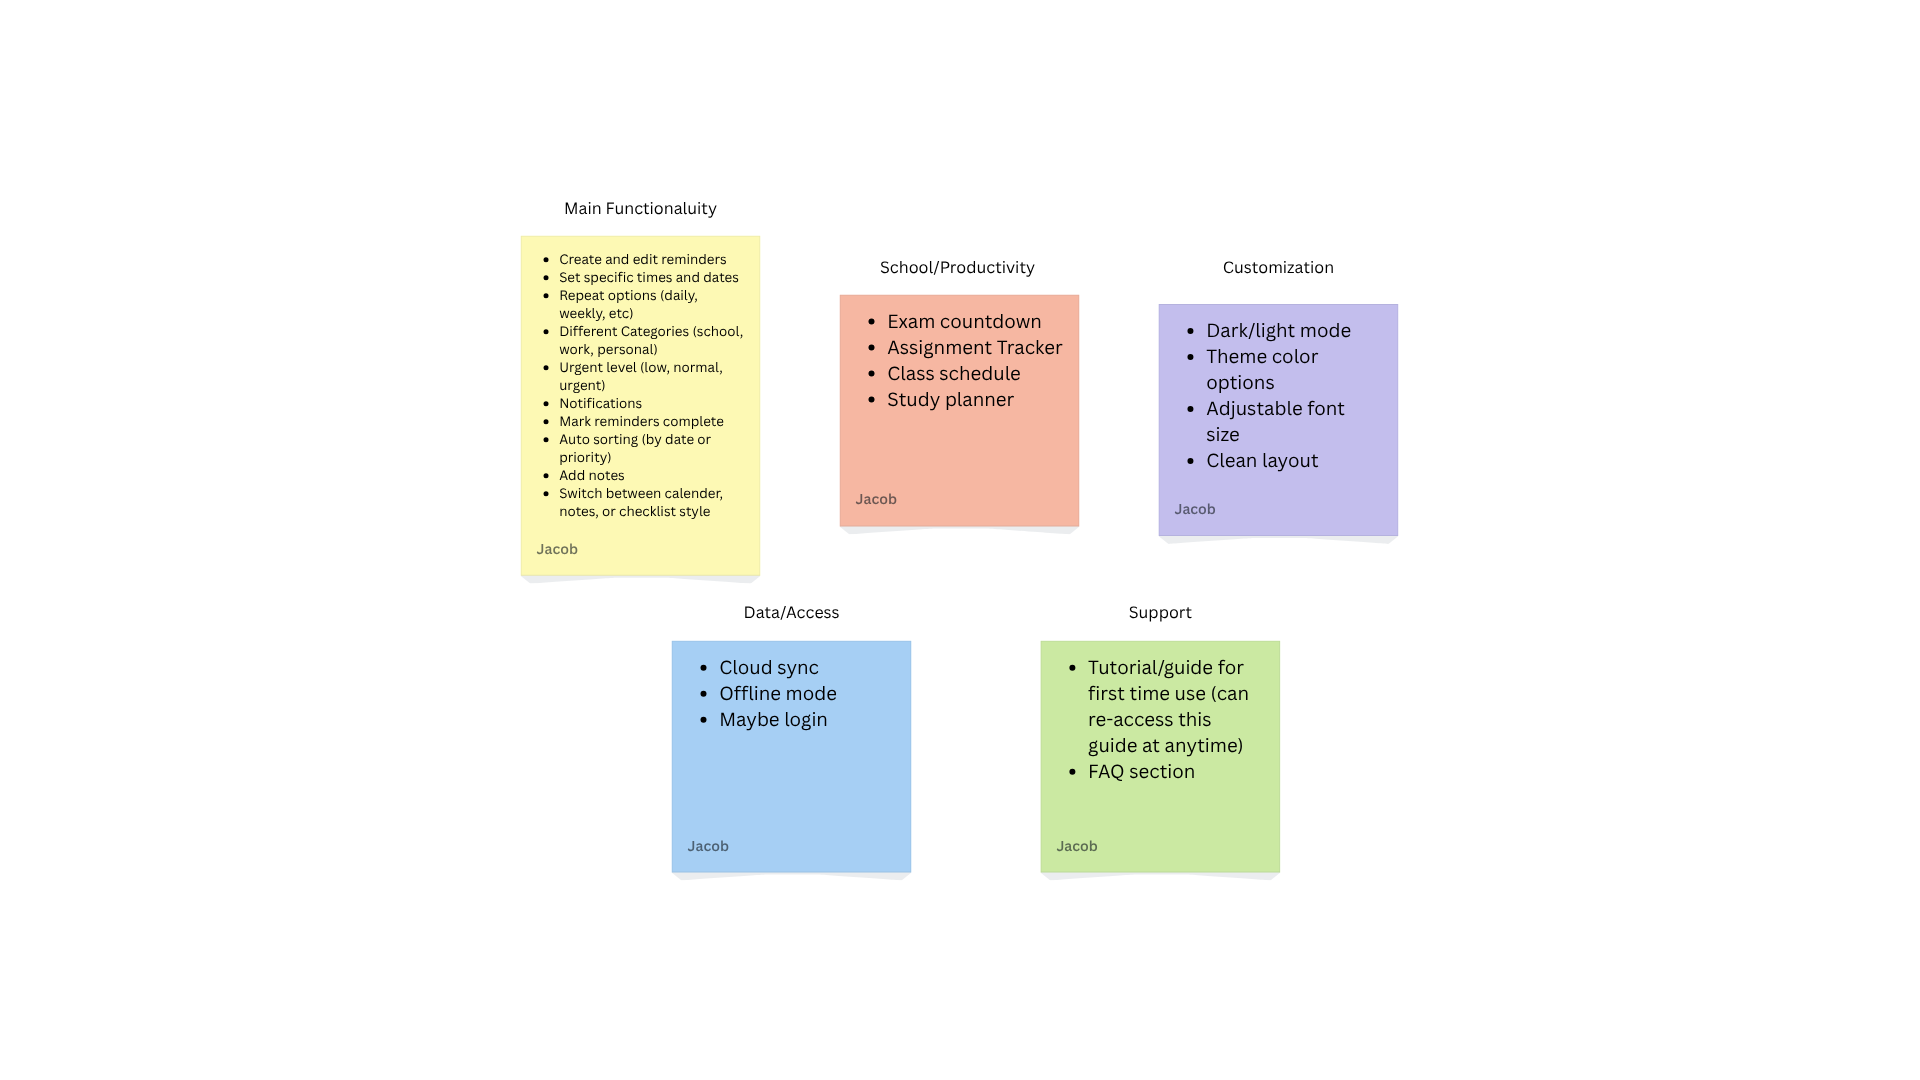 Main Functionaluity
• Create and edit reminders
• Set specific times and dates
• Repeat options (daily,
weekly, etc)
• Different Categories (school,
work, personal)
• Urgent level (low, normal,
urgent)
• Notifications
• Mark reminders complete
• Auto sorting (by date or
priority)
• Add notes
• Switch between calender,
notes, or checklist style
Jacob
School/Productivity
• Exam countdown
• Assignment Tracker
• Class schedule
• Study planner
Jacob
Customization
• Dark/light mode
• Theme color
options
• Adjustable font
size
• Clean layout
Jacob
Data/Access
• Cloud sync
• Offline mode
• Maybe login
Jacob
Support
• Tutorial/guide for
first time use (can
re-access this
guide at anytime)
• FAQ section
Jacob